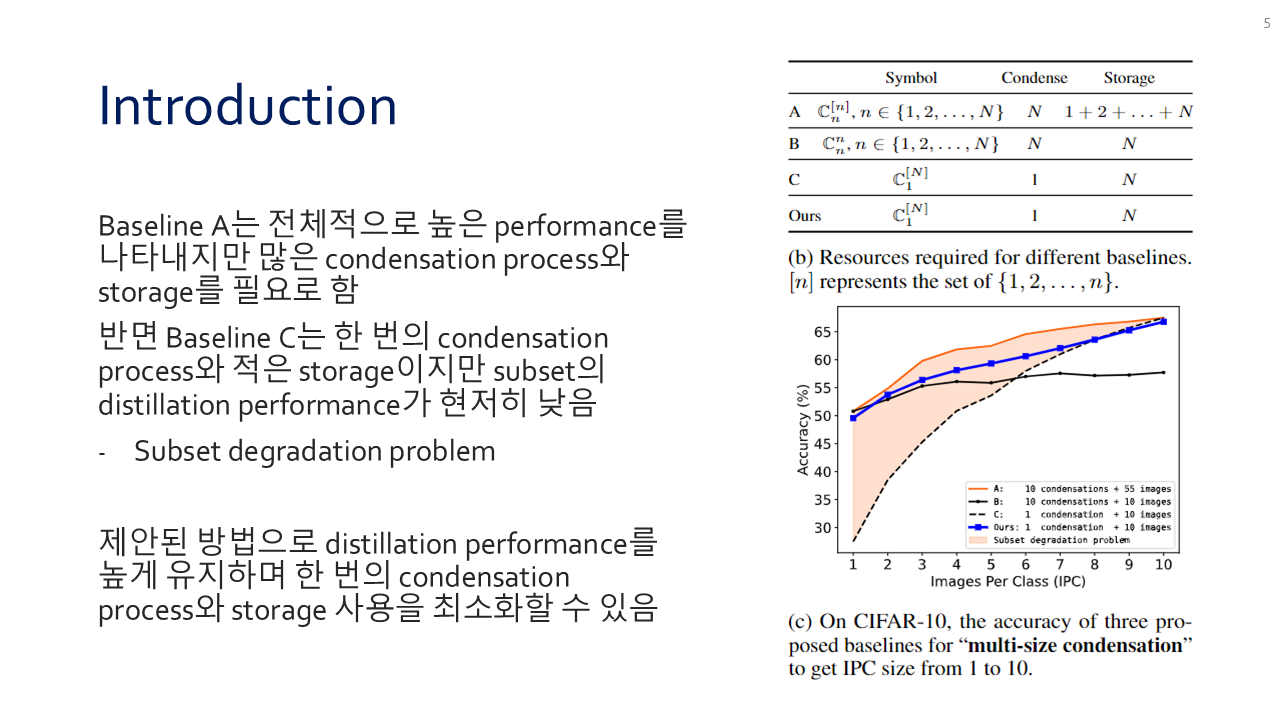 5
Introduction
Baseline A는 전체적으로 높은 performance를
나타내지만 많은 condensation process와
storage를 필요로 함
반면 Baseline C는 한 번의 condensation
process와 적은 storage이지만 subset의
distillation performance가 현저히 낮음
- Subset degradation problem
제안된 방법으로 distillation performance를
높게 유지하며 한 번의 condensation
process와 storage 사용을 최소화할 수 있음
Symbol Condense Storage
A ℂ_n^{[n]}, n ∈ {1, 2, . . . , N} N 1 + 2 + . . . + N
B ℂ_n^n, n ∈ {1, 2, . . . , N} N N
C ℂ_1^{[N]} 1 N
Ours ℂ_1^{[N]} 1 N
(b) Resources required for different baselines.
[n] represents the set of {1, 2, . . . , n}.
65
60
55
50
45
40
35
30
Accuracy (%)
A: 10 condensations + 55 images
B: 10 condensations + 10 images
C: 1 condensation + 10 images
Ours: 1 condensation + 10 images
Subset degradation problem
1 2 3 4 5 6 7 8 9 10
Images Per Class (IPC)
(c) On CIFAR-10, the accuracy of three pro-
posed baselines for “multi-size condensation”
to get IPC size from 1 to 10.